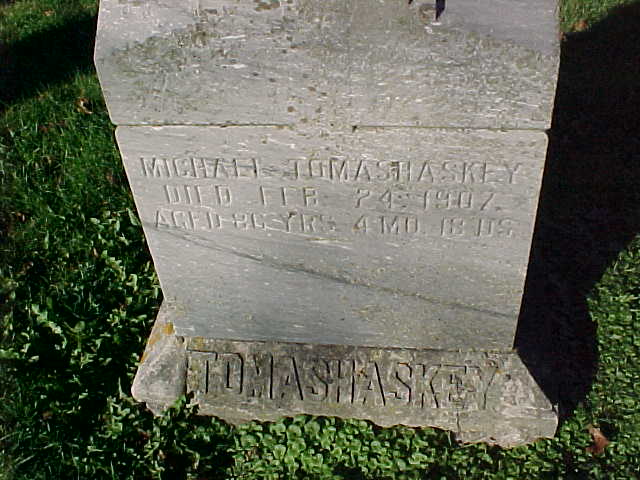 MICHAEL TOMASHASKEY
DIED FEB. 24, 1907.
AGED 86 YRS. 4 MO. 18 DS.
TOMASHASKEY